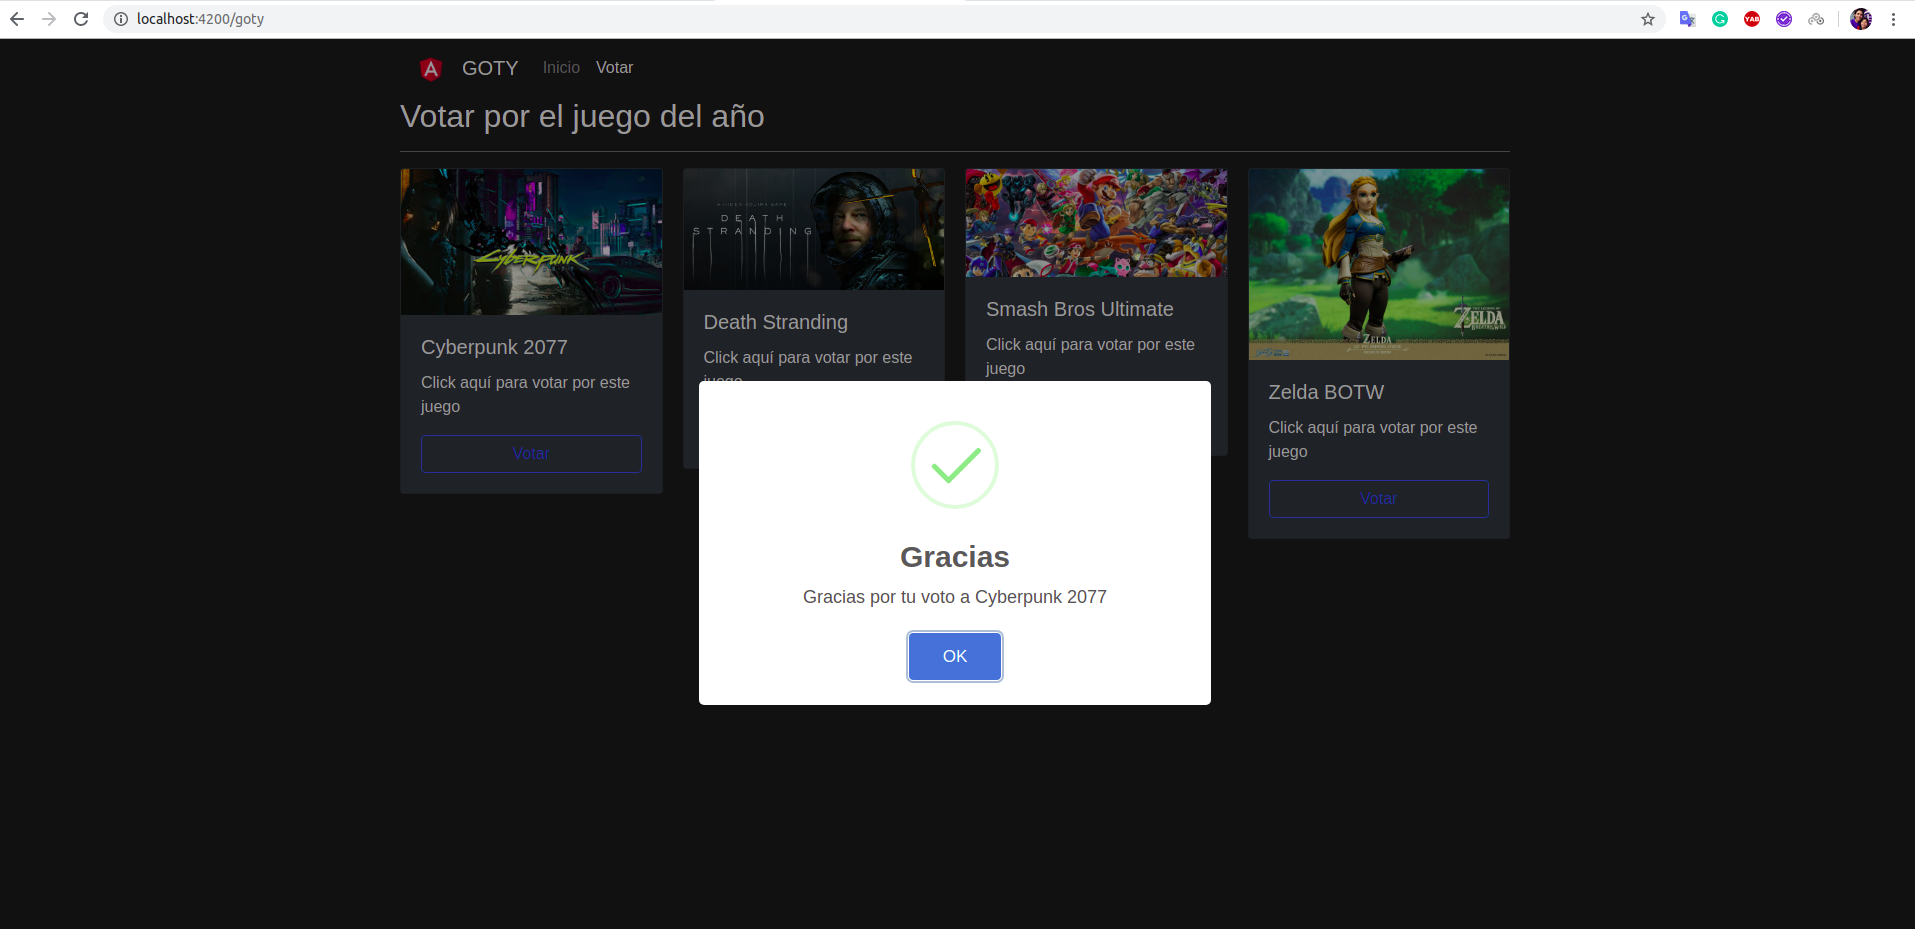 localhost:4200/goty
YAB
GOTY Inicio Votar
Votar por el juego del año
CYBERPUNK
Cyberpunk 2077
Click aquí para votar por este
juego
Votar
DEATH
STRANDING
Death Stranding
Click aquí para votar por este
juego
Smash Bros Ultimate
Click aquí para votar por este
juego
ZELDA
ZELDA
Zelda BOTW
Click aquí para votar por este
juego
Votar
Gracias
Gracias por tu voto a Cyberpunk 2077
OK